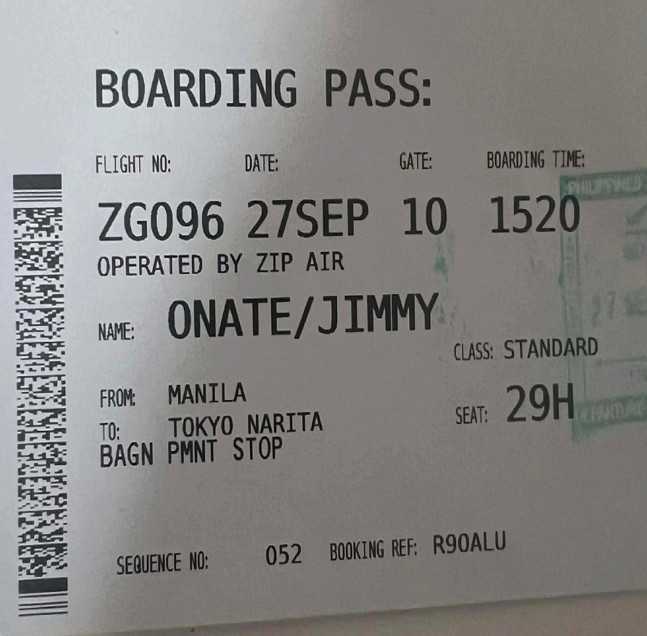 BOARDING PASS:
FLIGHT NO: DATE: GATE: BOARDING TIME:
ZG096 27SEP 10 1520
OPERATED BY ZIP AIR
NAME: ONATE/JIMMY
CLASS: STANDARD
FROM: MANILA
TO: TOKYO NARITA
SEAT: 29H
BAGN PMNT STOP
SEQUENCE NO: 052 BOOKING REF: R90ALU